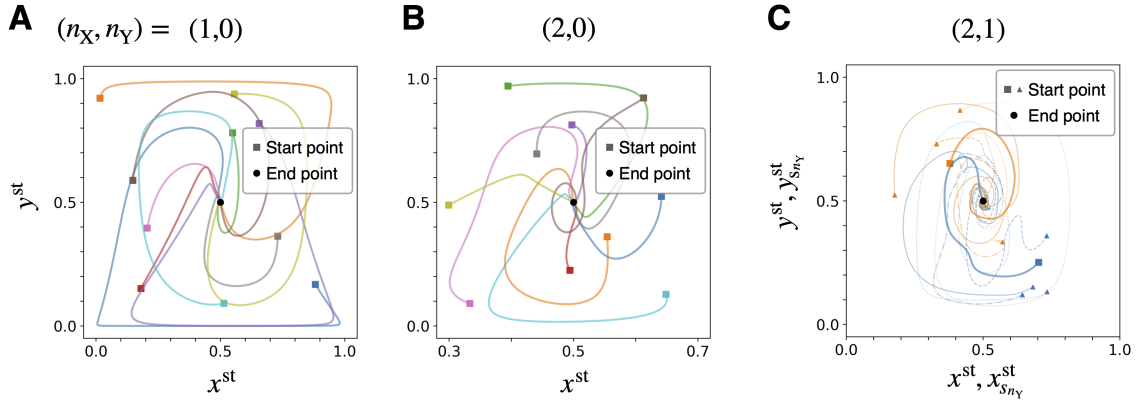 A (n_X, n_Y) = (1,0)
1.0
0.5
0.0
y^st
0.0 0.5 1.0
x^st
Start point
End point
B (2,0)
1.0
0.5
0.0
0.3 0.5 0.7
x^st
Start point
End point
C (2,1)
1.0
0.5
0.0
y^st, y^st_{s_{n_Y}}
0.0 0.5 1.0
x^st, x^st_{s_{n_Y}}
Start point
End point